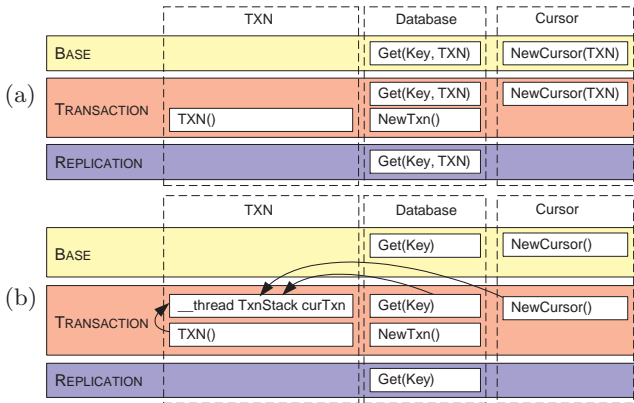 TXN Database Cursor
BASE Get(Key, TXN) NewCursor(TXN)
(a)
Get(Key, TXN) NewCursor(TXN)
TRANSACTION
TXN() NewTxn()
REPLICATION Get(Key, TXN)
TXN Database Cursor
BASE Get(Key) NewCursor()
(b)
__thread TxnStack curTxn Get(Key) NewCursor()
TRANSACTION
TXN() NewTxn()
REPLICATION Get(Key)